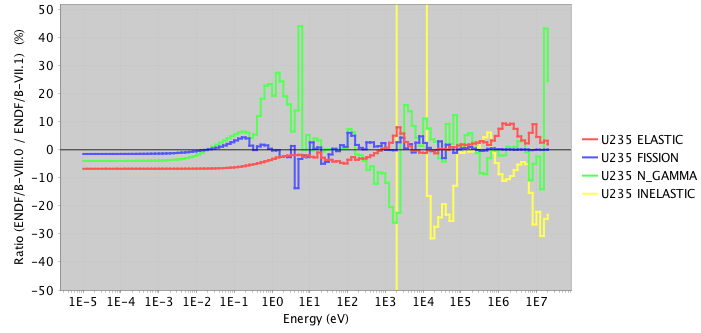 Ratio (ENDF/B-VIII.0 / ENDF/B-VII.1) (%)
50
40
30
20
10
0
-10
-20
-30
-40
-50
1E-5 1E-4 1E-3 1E-2 1E-1 1E0 1E1 1E2 1E3 1E4 1E5 1E6 1E7
Energy (eV)
U235 ELASTIC
U235 FISSION
U235 N_GAMMA
U235 INELASTIC